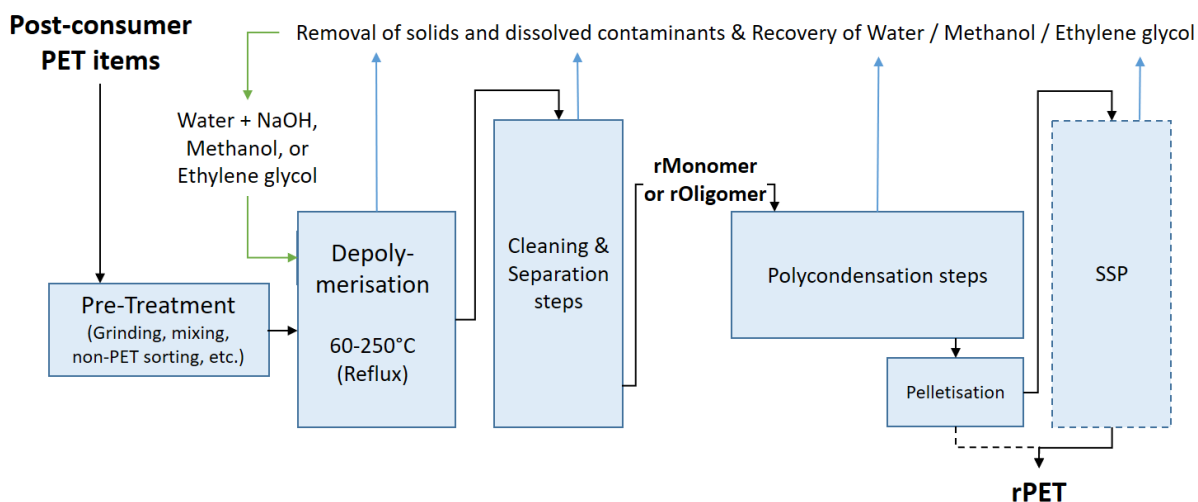 Post-consumer
PET items
Removal of solids and dissolved contaminants & Recovery of Water / Methanol / Ethylene glycol
Water + NaOH,
Methanol, or
Ethylene glycol
Pre-Treatment
(Grinding, mixing,
non-PET sorting, etc.)
Depoly-
merisation
60-250°C
(Reflux)
Cleaning &
Separation
steps
rMonomer
or rOligomer
Polycondensation steps
Pelletisation
SSP
rPET